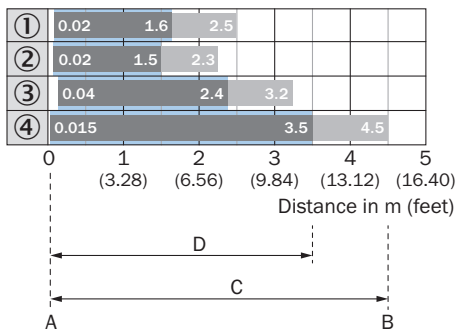 ① 0.02 1.6 2.5
② 0.02 1.5 2.3
③ 0.04 2.4 3.2
④ 0.015 3.5 4.5
0 1 2 3 4 5
(3.28) (6.56) (9.84) (13.12) (16.40)
Distance in m (feet)
D
C
A B